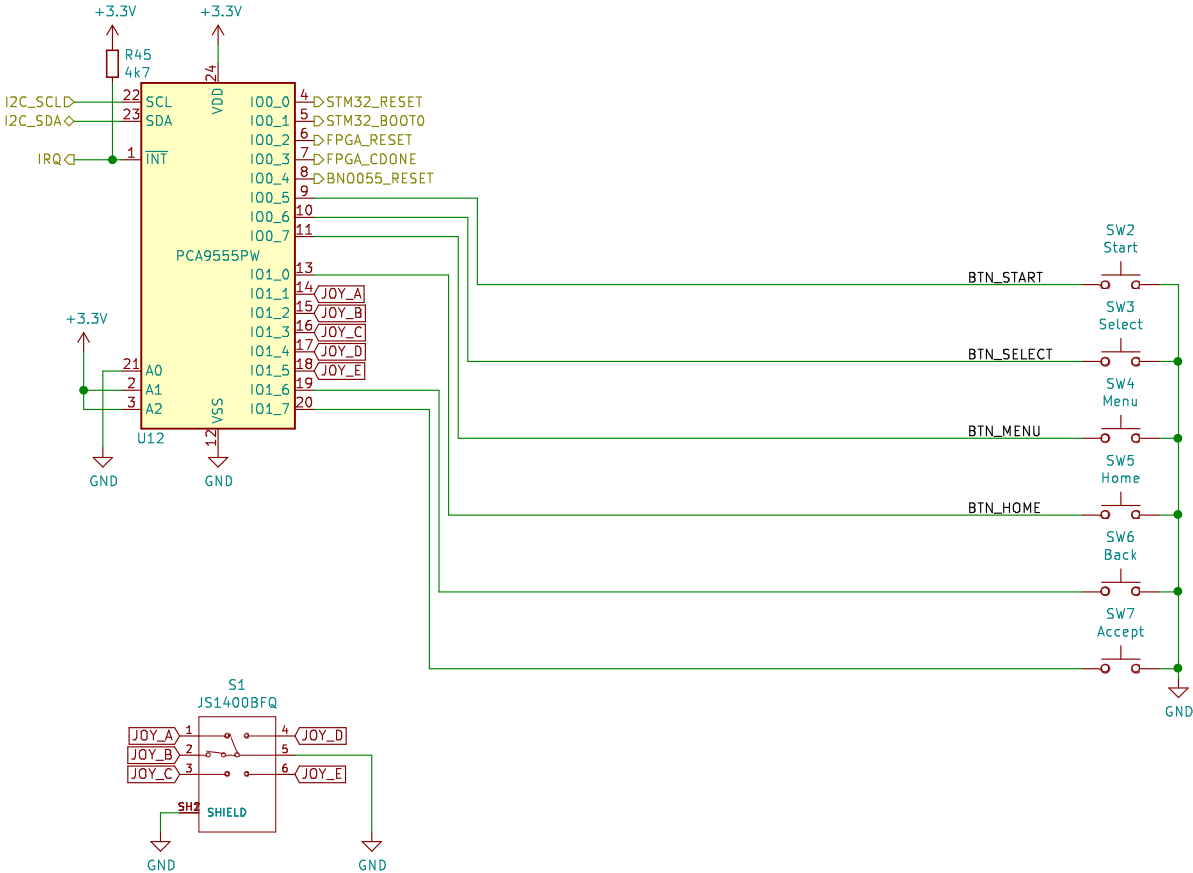 +3.3V
+3.3V
R45
4k7
24
VDD
I2C_SCL 22 SCL
I2C_SDA 23 SDA
IRQ 1 INT
IO0_0 4 STM32_RESET
IO0_1 5 STM32_BOOT0
IO0_2 6 FPGA_RESET
IO0_3 7 FPGA_CDONE
IO0_4 8 BNO055_RESET
IO0_5 9
IO0_6 10
IO0_7 11
PCA9555PW
IO1_0 13
IO1_1 14 JOY_A
IO1_2 15 JOY_B
IO1_3 16 JOY_C
IO1_4 17 JOY_D
IO1_5 18 JOY_E
IO1_6 19
IO1_7 20
+3.3V
21 A0
2 A1
3 A2
VSS
12
U12
GND
GND
SW2
Start
BTN_START
SW3
Select
BTN_SELECT
SW4
Menu
BTN_MENU
SW5
Home
BTN_HOME
SW6
Back
SW7
Accept
GND
S1
JS1400BFQ
JOY_A 1 4 JOY_D
JOY_B 2 5
JOY_C 3 6 JOY_E
SH2 SHIELD
GND
GND